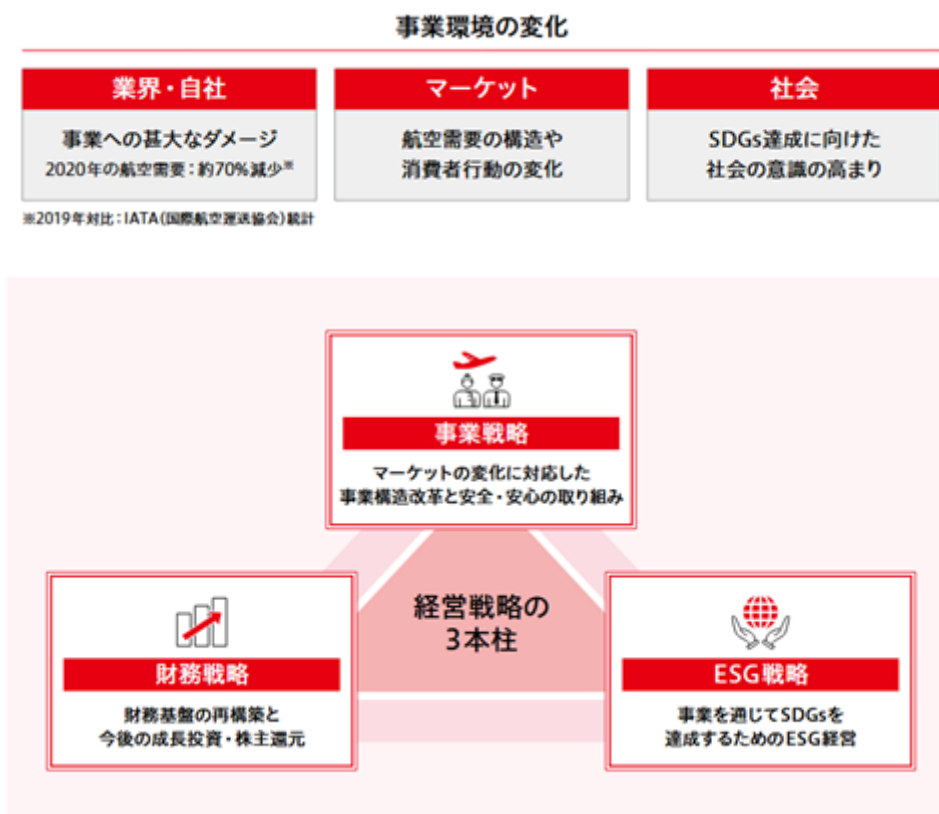 事業環境の変化
業界・自社
事業への甚大なダメージ
2020年の航空需要：約70%減少※
マーケット
航空需要の構造や
消費者行動の変化
社会
SDGs達成に向けた
社会の意識の高まり
※2019年対比：IATA(国際航空運送協会)統計
事業戦略
マーケットの変化に対応した
事業構造改革と安全・安心の取り組み
経営戦略の
3本柱
財務戦略
財務基盤の再構築と
今後の成長投資・株主還元
ESG戦略
事業を通じてSDGsを
達成するためのESG経営